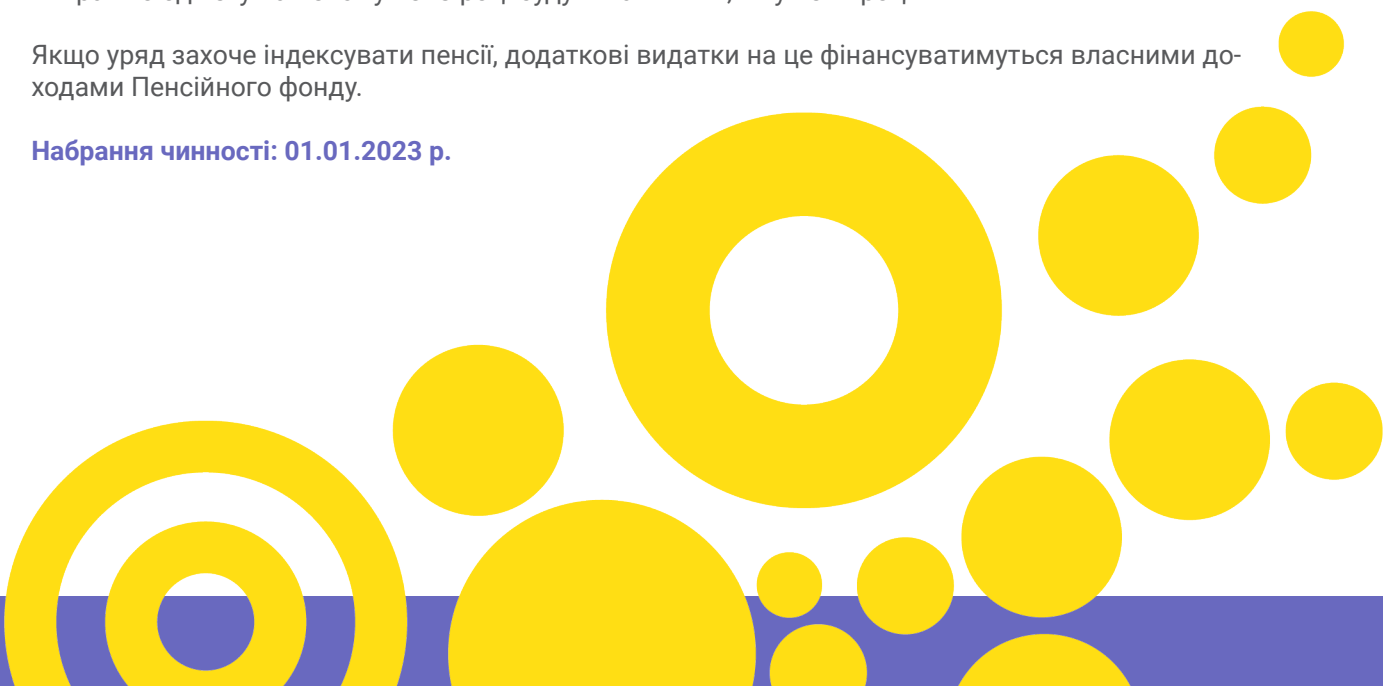 Якщо уряд захоче індексувати пенсії, додаткові видатки на це фінансуватимуться власними до-
ходами Пенсійного фонду.
Набрання чинності: 01.01.2023 р.